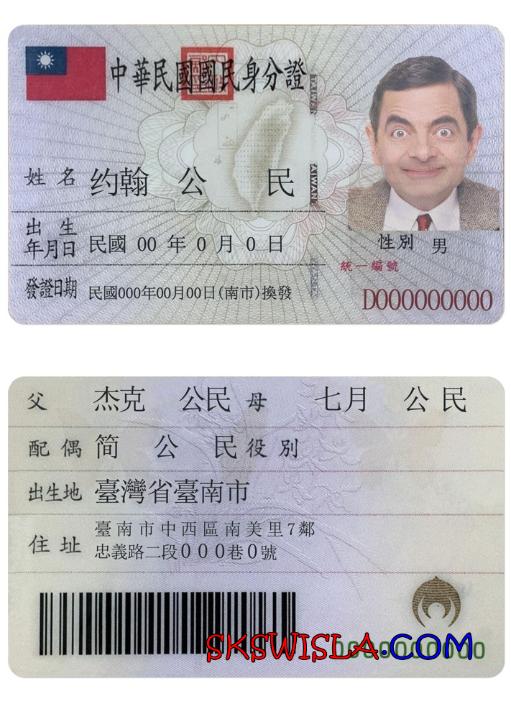 中華民國國民身分證
姓名 约翰 公 民
出生年月日 民國 00 年 0 月 0 日
性別 男
統一編號
發證日期 民國000年00月00日(南市)換發
D000000000
父 杰克 公民 母 七月 公民
配偶 简 公 民 役別
出生地 臺灣省臺南市
住址 臺南市中西區南美里7鄰
忠義路二段000巷0號
SKSWISLA.COM